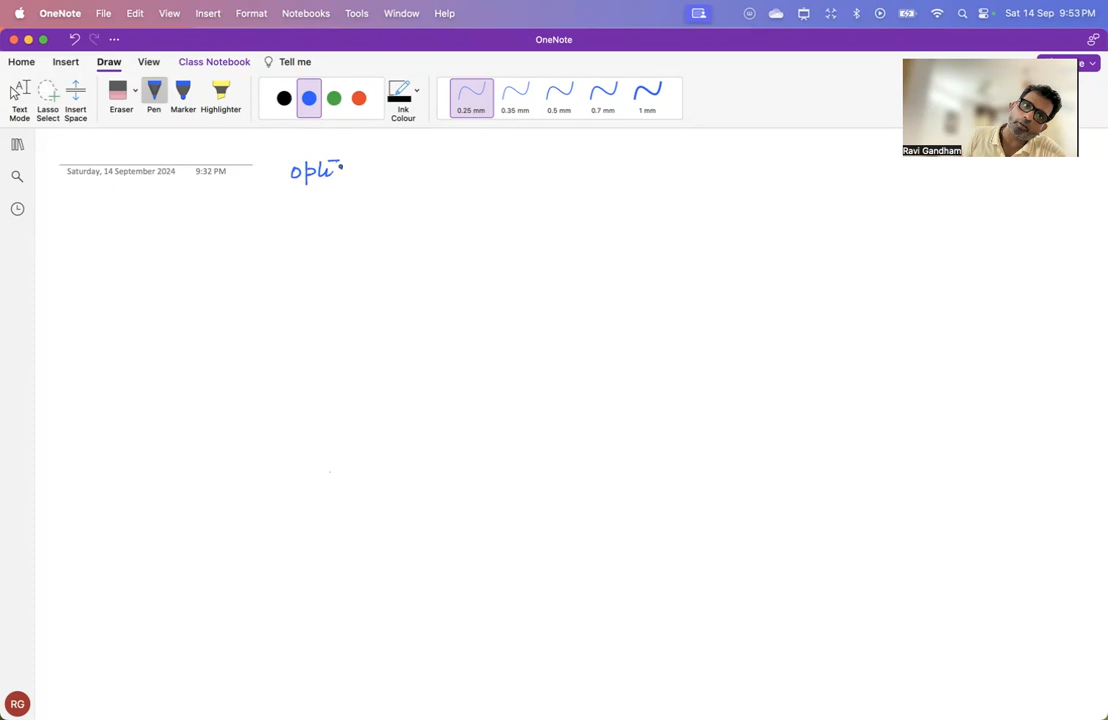 OneNote File Edit View Insert Format Notebooks Tools Window Help Sat 14 Sep 9:53 PM
OneNote
Home Insert Draw View Class Notebook Tell me
Text Mode
Lasso Select
Insert Space
Eraser
Pen
Marker
Highlighter
Ink Colour
0.25 mm
0.35 mm
0.5 mm
0.7 mm
1 mm
Ravi Gandham
Saturday, 14 September 2024 9:32 PM
RG